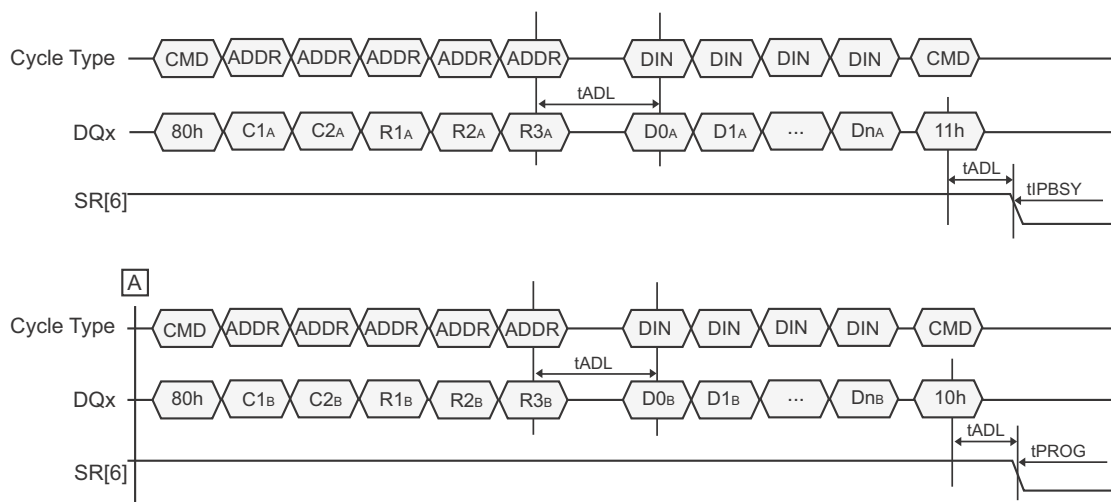 Cycle Type CMD ADDR ADDR ADDR ADDR ADDR DIN DIN DIN DIN CMD
tADL
DQx 80h C1A C2A R1A R2A R3A D0A D1A ... DnA 11h
tADL
SR[6] tIPBSY
A
Cycle Type CMD ADDR ADDR ADDR ADDR ADDR DIN DIN DIN DIN CMD
tADL
DQx 80h C1B C2B R1B R2B R3B D0B D1B ... DnB 10h
tADL
SR[6] tPROG